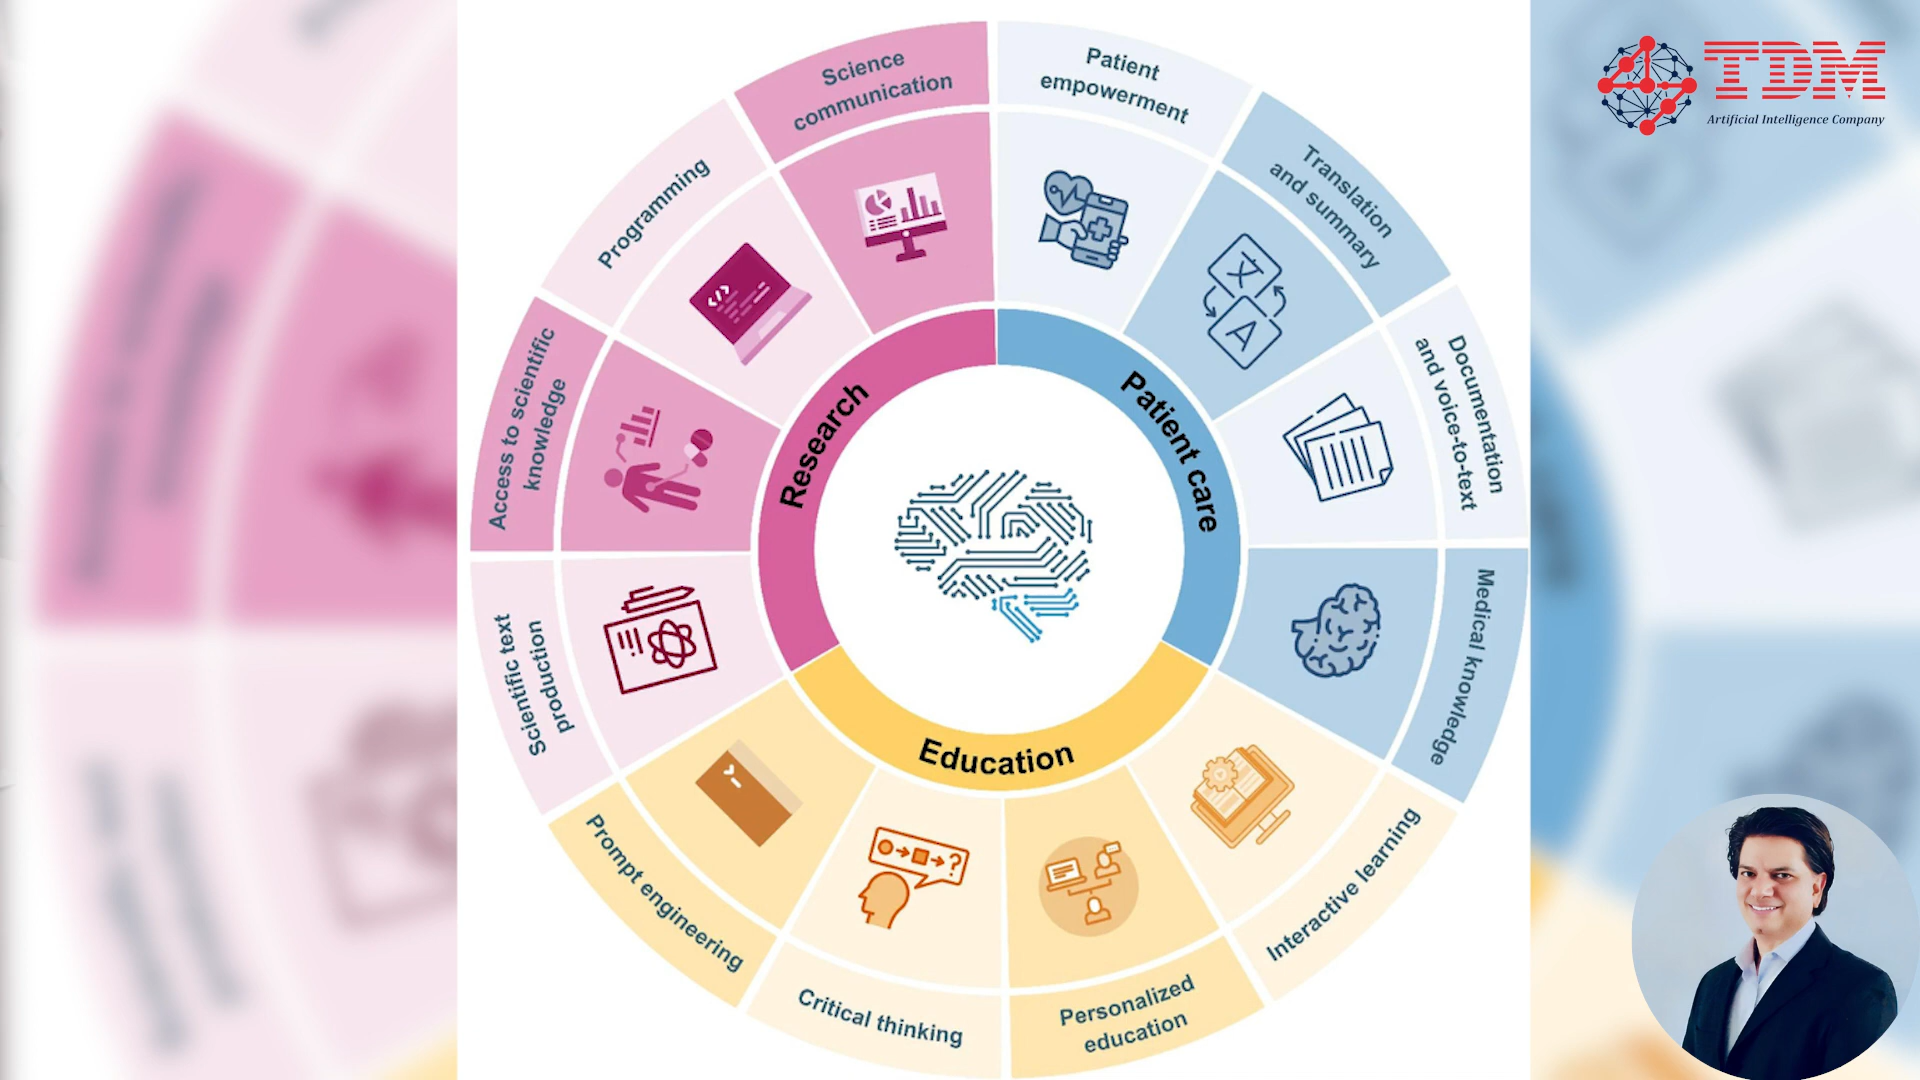 Science
communication
Patient
empowerment
Translation
and summary
Documentation
and voice-to-text
Medical knowledge
Interactive learning
Personalized
education
Critical thinking
Prompt engineering
Scientific text
production
Access to scientific
knowledge
Programming
Research
Patient care
Education
A
</>
?
TDM
Artificial Intelligence Company